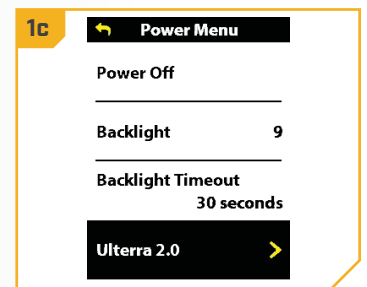 1c
Power Menu
Power Off
Backlight 9
Backlight Timeout
30 seconds
Ulterra 2.0